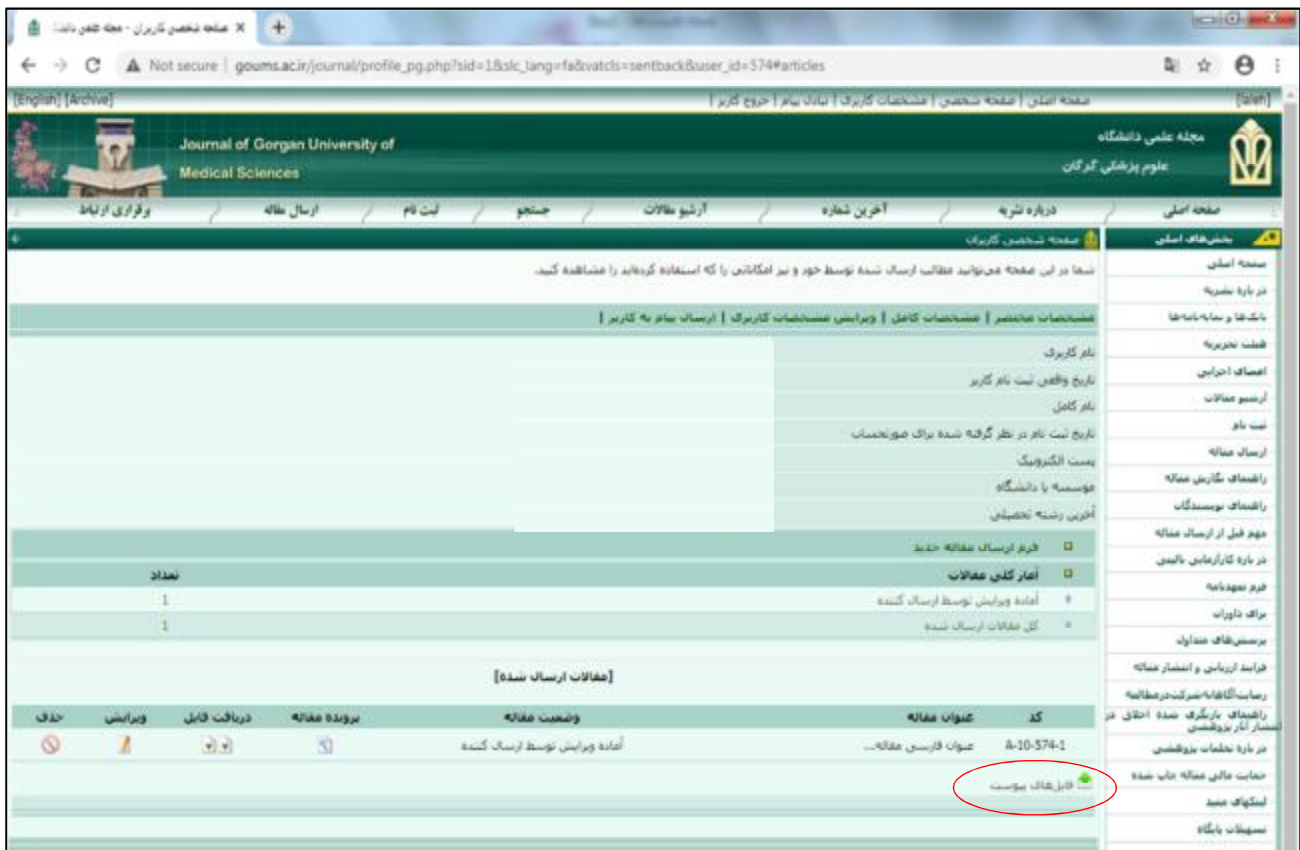 صفحه شخصی کاربران - مجله علمی دانشگ
Not secure | goums.ac.ir/journal/profile_pg.php?sid=1&slc_lang=fa&vatcls=sentback&user_id=574#articles
[English] [Archive]
صفحه اصلی | صفحه شخصی | مشخصات کاربری | تبادل پیام | خروج کاربر |
Journal of Gorgan University of
Medical Sciences
مجله علمی دانشگاه
علوم پزشکی گرگان
صفحه اصلی
درباره نشریه
آخرین شماره
آرشیو مقالات
جستجو
ثبت نام
ارسال مقاله
برقراری ارتباط
بخش‌های اصلی
صفحه اصلی
در باره نشریه
بانک‌ها و نمایه‌نامه‌ها
هیئت تحریریه
اعضای اجرایی
آرشیو مقالات
ثبت نام
ارسال مقاله
راهنمای نگارش مقاله
راهنمای نویسندگان
مهم قبل از ارسال مقاله
در باره کارآزمایی بالینی
فرم تعهدنامه
برای داوران
پرسش‌های متداول
فرایند ارزیابی و انتشار مقاله
رضایت‌آگاهانه‌شرکت‌درمطالعه
راهنمای بازنگری شده اخلاق در
انتشار آثار پژوهشی
در باره تخلفات پژوهشی
حمایت مالی مقاله چاپ شده
لینکهای مفید
تسهیلات پایگاه
صفحه شخصی کاربران
شما در این صفحه می‌توانید مطالب ارسال شده توسط خود و نیز امکاناتی را که استفاده کرده‌اید را مشاهده کنید.
مشخصات مختصر | مشخصات کامل | ویرایش مشخصات کاربری | ارسال پیام به کاربر |
نام کاربری
تاریخ واقعی ثبت نام کاربر
نام کامل
تاریخ ثبت نام در نظر گرفته شده برای صورتحساب
پست الکترونیک
موسسه یا دانشگاه
آخرین رشته تحصیلی
فرم ارسال مقاله جدید
آمار کلی مقالات تعداد
آماده ویرایش توسط ارسال کننده 1
کل مقالات ارسال شده 1
[مقالات ارسال شده]
کد عنوان مقاله وضعیت مقاله پرونده مقاله دریافت فایل ویرایش حذف
A-10-574-1 عنوان فارسی مقاله... آماده ویرایش توسط ارسال کننده
فایل‌های پیوست